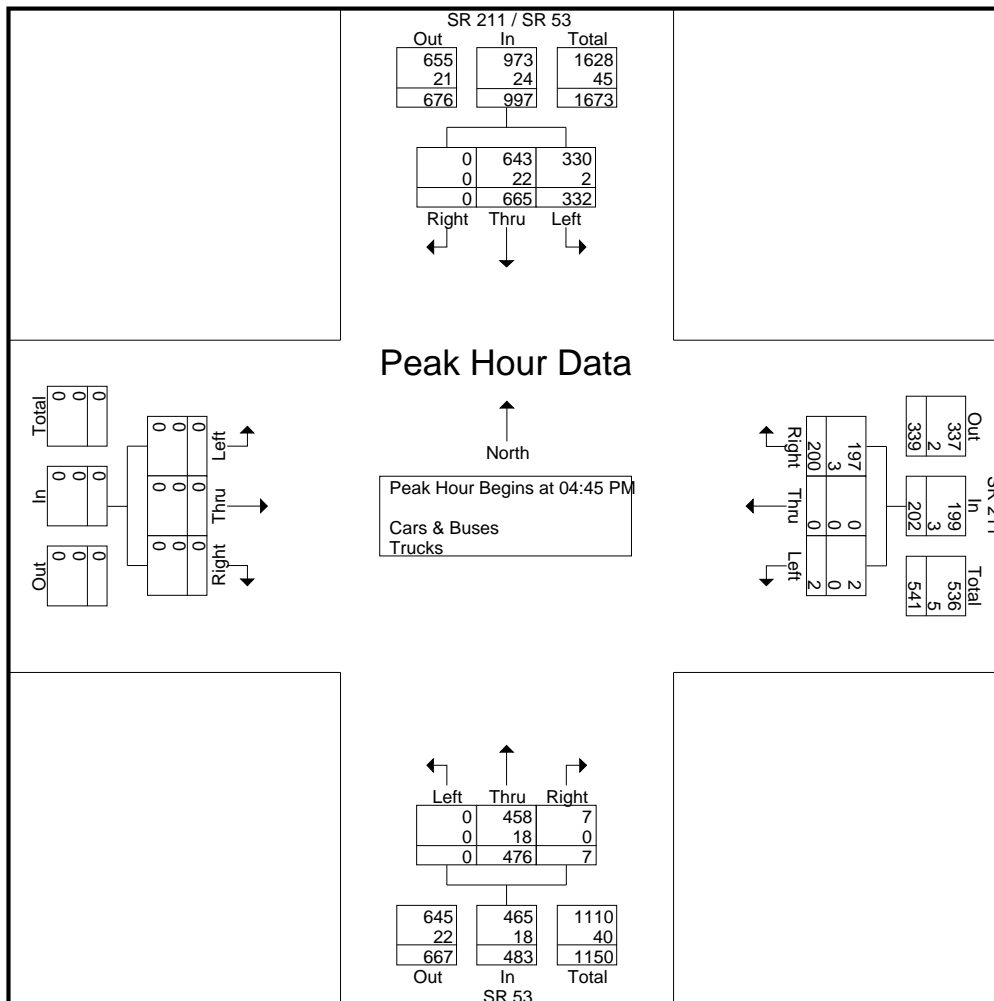 SR 211 / SR 53
Out In Total
655 973 1628
21 24 45
676 997 1673
0 643 330
0 22 2
0 665 332
Right Thru Left
Peak Hour Data
North
Peak Hour Begins at 04:45 PM
Cars & Buses
Trucks
Total
0 0 0
In
0 0 0
Out
0 0 0
Left
0 0 0
Thru
0 0 0
Right
0 0 0
Right
197 3 200
Thru
0 0 0
Left
2 0 2
Out
337 2 339
SR 211
In
199 3 202
Total
536 5 541
Left Thru Right
0 458 7
0 18 0
0 476 7
645 465 1110
22 18 40
667 483 1150
Out In Total
SR 53